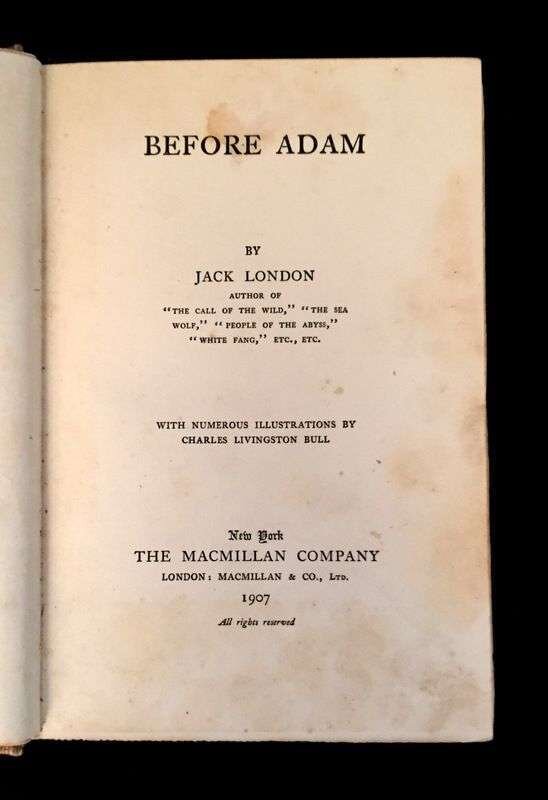 BEFORE ADAM
BY
JACK LONDON
AUTHOR OF
"THE CALL OF THE WILD," "THE SEA
WOLF," "PEOPLE OF THE ABYSS,"
"WHITE FANG," ETC., ETC.
WITH NUMEROUS ILLUSTRATIONS BY
CHARLES LIVINGSTON BULL
New York
THE MACMILLAN COMPANY
LONDON: MACMILLAN & CO., LTD.
1907
All rights reserved